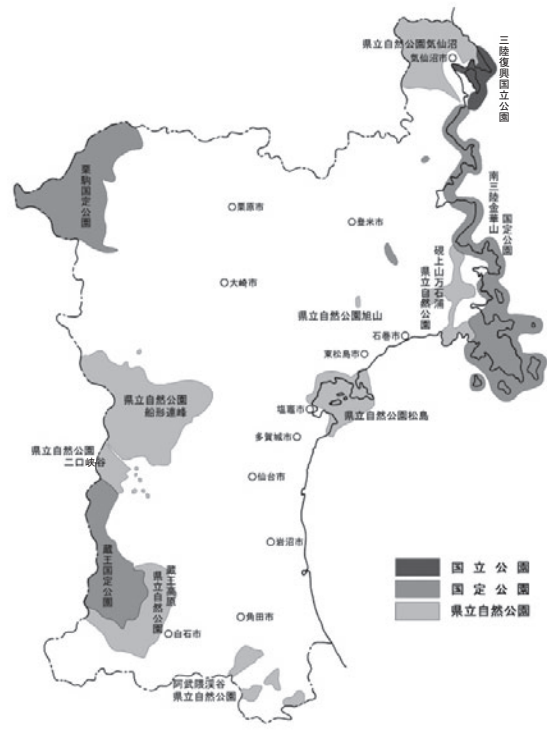 県立自然公園気仙沼
気仙沼市
三陸復興国立公園
栗駒国定公園
栗原市
登米市
南三陸金華山
国定公園
硯上山万石浦
県立自然公園
大崎市
県立自然公園旭山
石巻市
東松島市
県立自然公園
船形連峰
塩竈市
県立自然公園松島
多賀城市
県立自然公園
二口峡谷
仙台市
岩沼市
蔵王国定公園
蔵王高原
県立自然公園
白石市
角田市
阿武隈渓谷
県立自然公園
国立公園
国定公園
県立自然公園